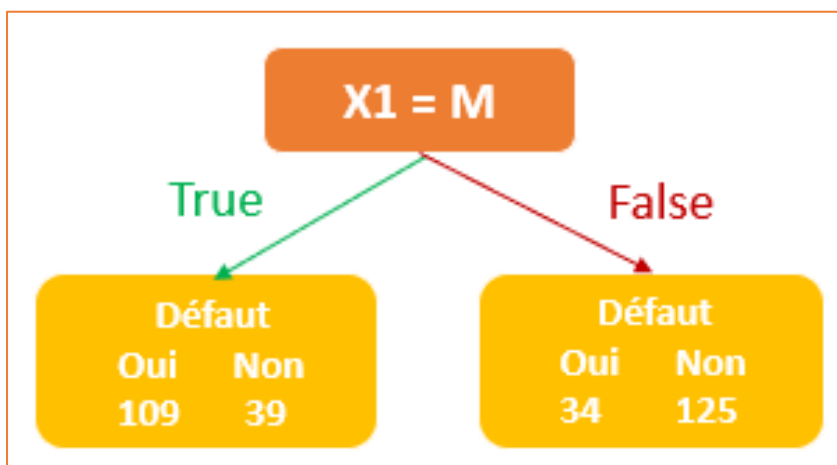 X1 = M
True
False
Défaut
Oui Non
109 39
Défaut
Oui Non
34 125